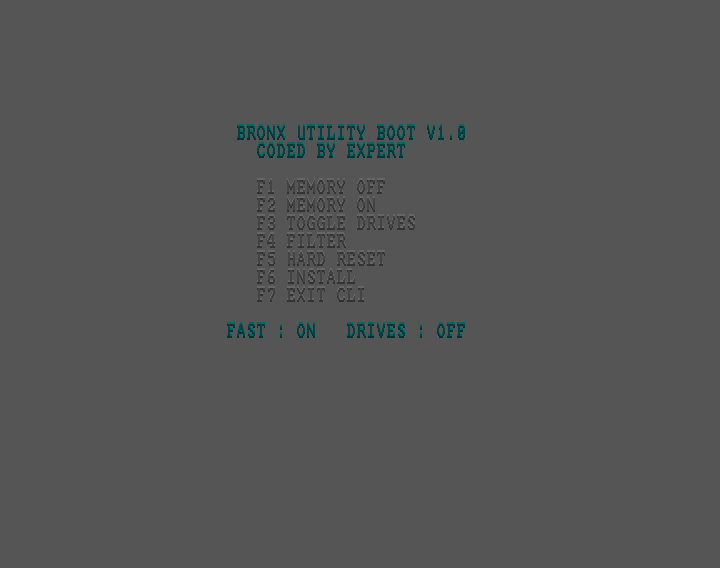 BRONX UTILITY BOOT V1.0
CODED BY EXPERT
F1 MEMORY OFF
F2 MEMORY ON
F3 TOGGLE DRIVES
F4 FILTER
F5 HARD RESET
F6 INSTALL
F7 EXIT CLI
FAST : ON DRIVES : OFF